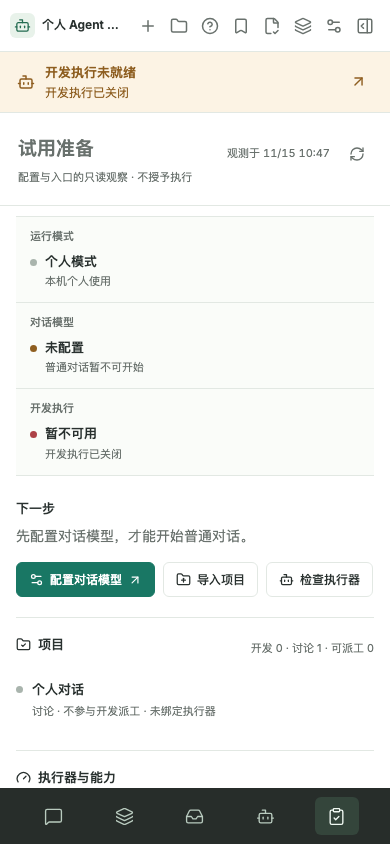 个人 Agent ...
开发执行未就绪
开发执行已关闭
试用准备
观测于 11/15 10:47
配置与入口的只读观察 · 不授予执行
运行模式
个人模式
本机个人使用
对话模型
未配置
普通对话暂不可开始
开发执行
暂不可用
开发执行已关闭
下一步
先配置对话模型，才能开始普通对话。
配置对话模型
导入项目
检查执行器
项目
开发 0 · 讨论 1 · 可派工 0
个人对话
讨论 · 不参与开发派工 · 未绑定执行器
执行器与能力